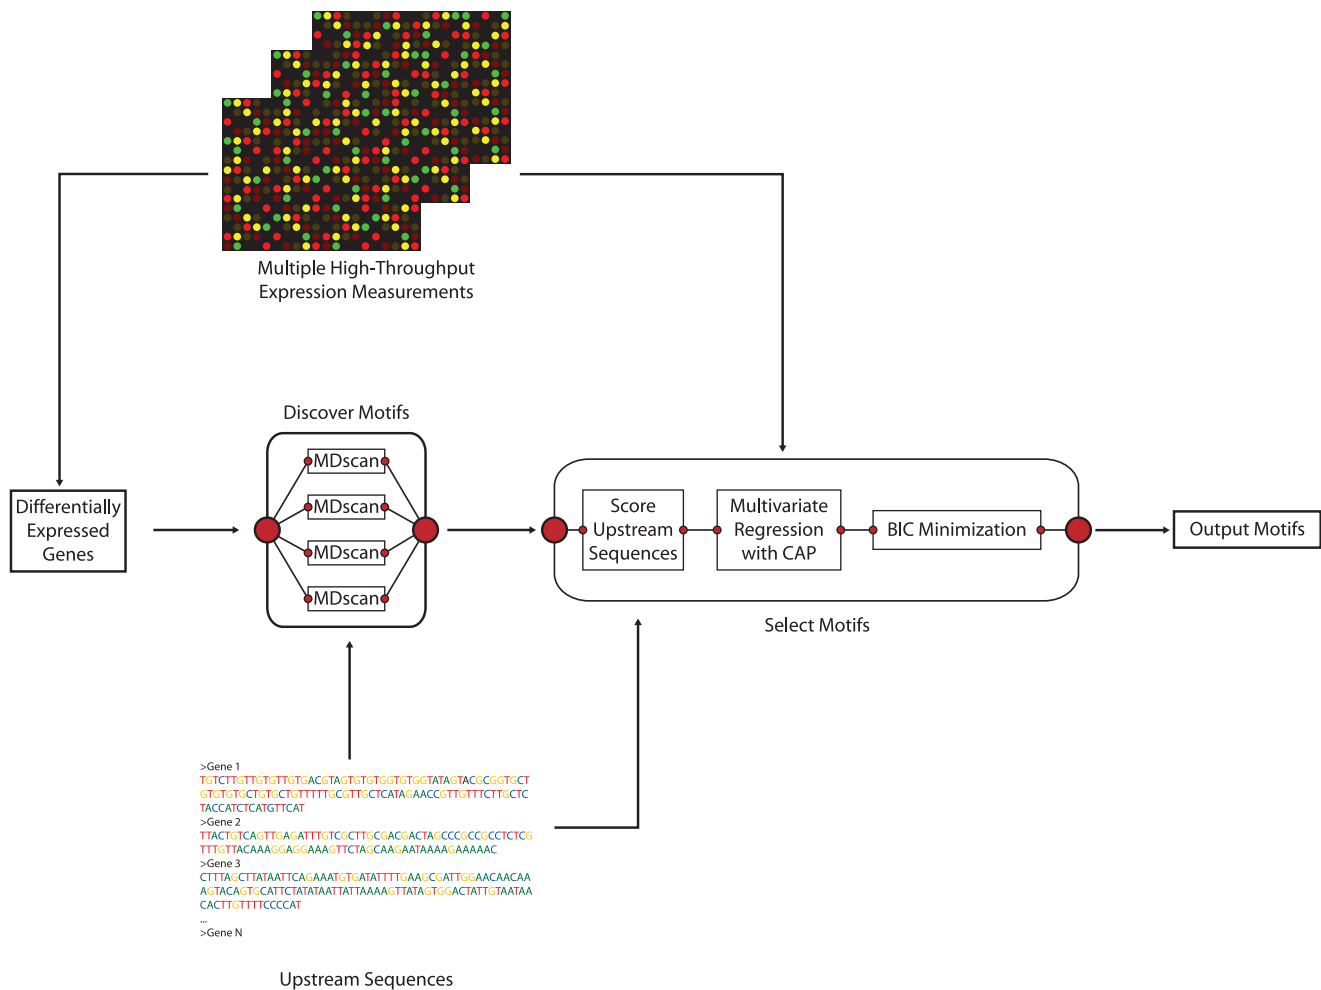 Multiple High-Throughput
Expression Measurements
Discover Motifs
MDscan
MDscan
MDscan
MDscan
Differentially
Expressed
Genes
Score
Upstream
Sequences
Multivariate
Regression
with CAP
BIC Minimization
Output Motifs
Select Motifs
>Gene 1
TGTCTTGTTGTGTTGTGACGTAGTGTGTGGTGTGGTATAGTACGCGGTGCT
GTGTGTGCTGTGCTGTTTTTGCGTTGCTCATAGAACCGTTGTTTCTTGCTC
TACCATCTCATGTTCAT
>Gene 2
TTACTGTCAGTTGAGATTTGTCGCTTGCGACGACTAGCCCGCCGCCTCTCG
TTTGTTACAAAGGAGGAAAGTTCTAGCAAGAATAAAAGAAAAAC
>Gene 3
CTTTAGCTTATAATTCAGAAATGTGATATTTTGAAGCGATTGGAACAACAA
AGTACAGTGCATTCTATATAATTATTAAAAGTTATAGTGGACTATTGTAATAA
CACTTGTTTTCCCCAT
...
>Gene N
Upstream Sequences